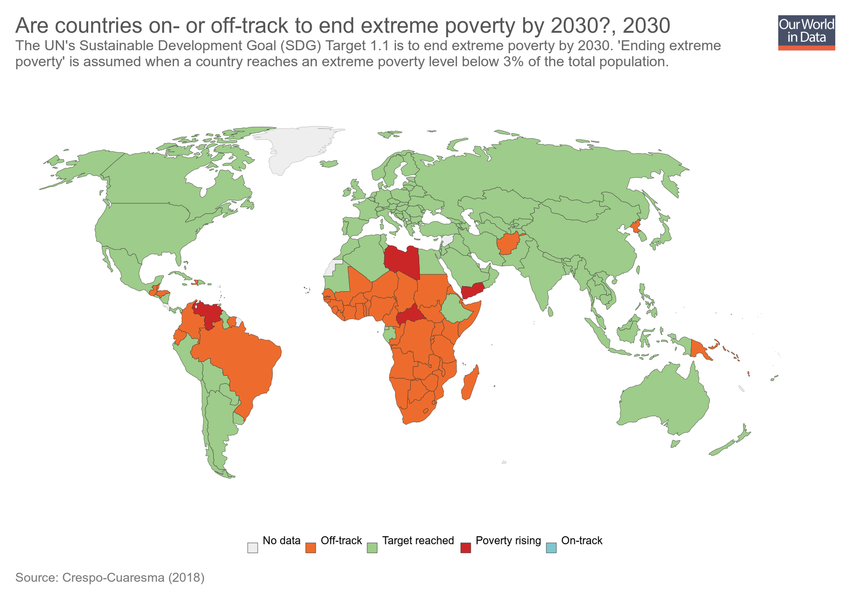 Are countries on- or off-track to end extreme poverty by 2030?, 2030
Our World
in Data
The UN's Sustainable Development Goal (SDG) Target 1.1 is to end extreme poverty by 2030. 'Ending extreme
poverty' is assumed when a country reaches an extreme poverty level below 3% of the total population.
No data
Off-track
Target reached
Poverty rising
On-track
Source: Crespo-Cuaresma (2018)